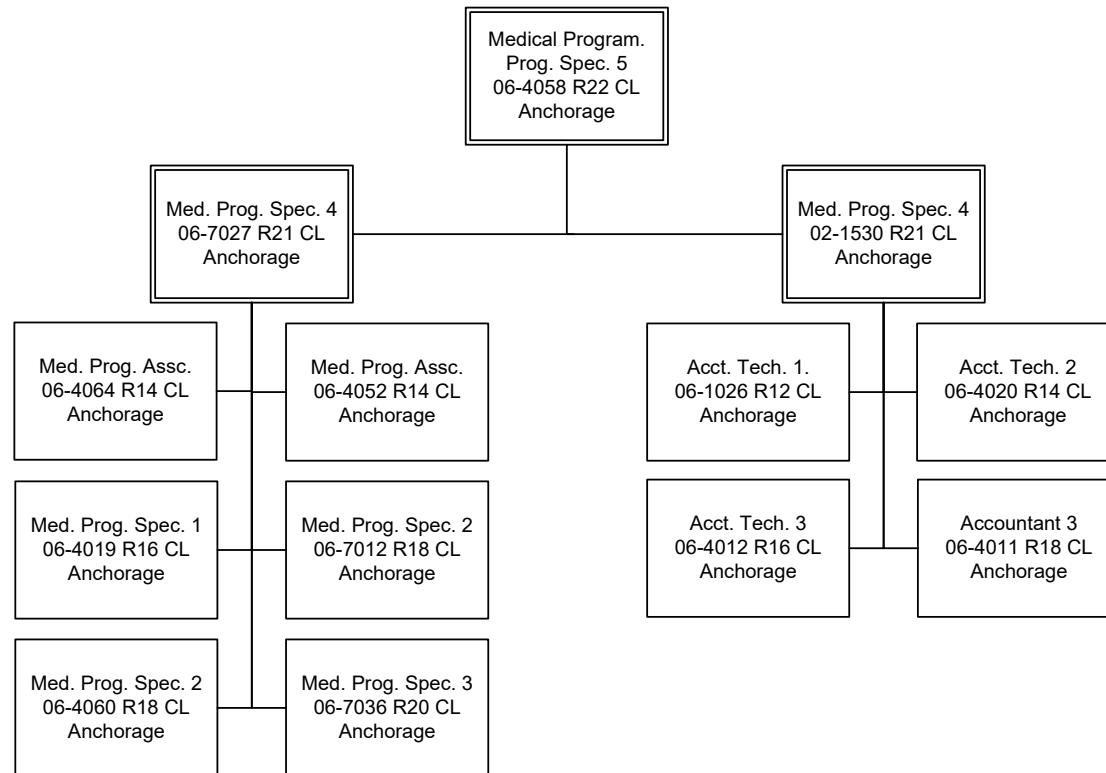 Medical Program.
Prog. Spec. 5
06-4058 R22 CL
Anchorage
Med. Prog. Spec. 4
06-7027 R21 CL
Anchorage
Med. Prog. Spec. 4
02-1530 R21 CL
Anchorage
Med. Prog. Assc.
06-4064 R14 CL
Anchorage
Med. Prog. Assc.
06-4052 R14 CL
Anchorage
Acct. Tech. 1.
06-1026 R12 CL
Anchorage
Acct. Tech. 2
06-4020 R14 CL
Anchorage
Med. Prog. Spec. 1
06-4019 R16 CL
Anchorage
Med. Prog. Spec. 2
06-7012 R18 CL
Anchorage
Acct. Tech. 3
06-4012 R16 CL
Anchorage
Accountant 3
06-4011 R18 CL
Anchorage
Med. Prog. Spec. 2
06-4060 R18 CL
Anchorage
Med. Prog. Spec. 3
06-7036 R20 CL
Anchorage